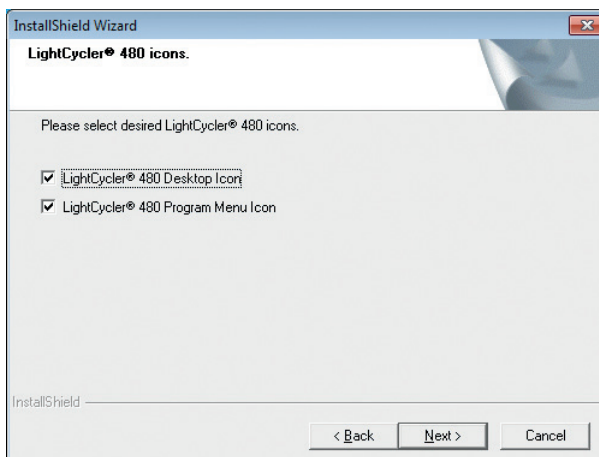 InstallShield Wizard
LightCycler® 480 icons.
Please select desired LightCycler® 480 icons.
LightCycler® 480 Desktop Icon
LightCycler® 480 Program Menu Icon
InstallShield
< Back Next > Cancel